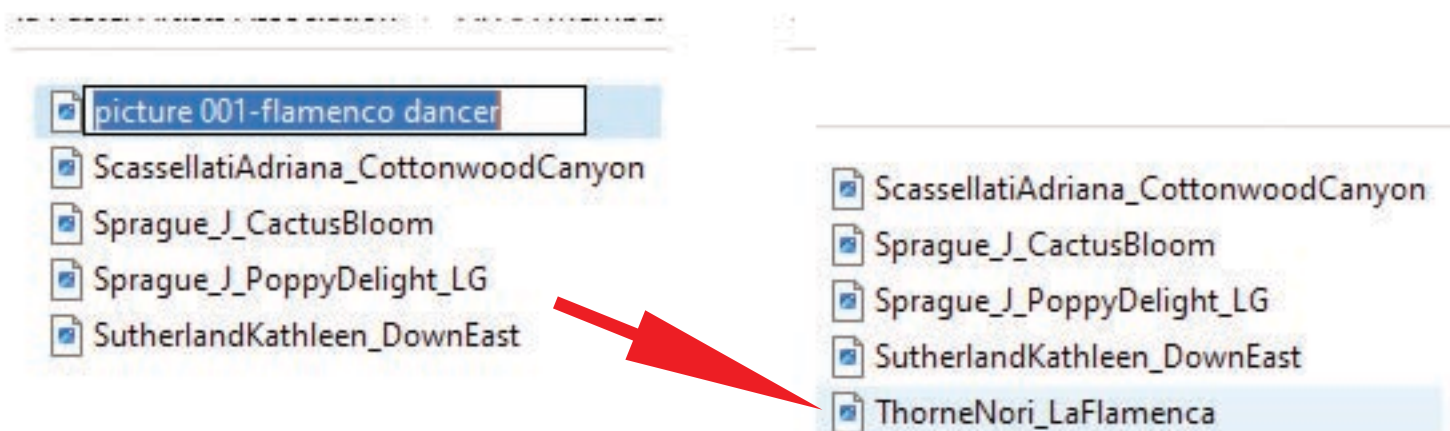 picture 001-flamenco dancer
ScassellatiAdriana_CottonwoodCanyon
Sprague_J_CactusBloom
Sprague_J_PoppyDelight_LG
SutherlandKathleen_DownEast
ScassellatiAdriana_CottonwoodCanyon
Sprague_J_CactusBloom
Sprague_J_PoppyDelight_LG
SutherlandKathleen_DownEast
ThorneNori_LaFlamenca